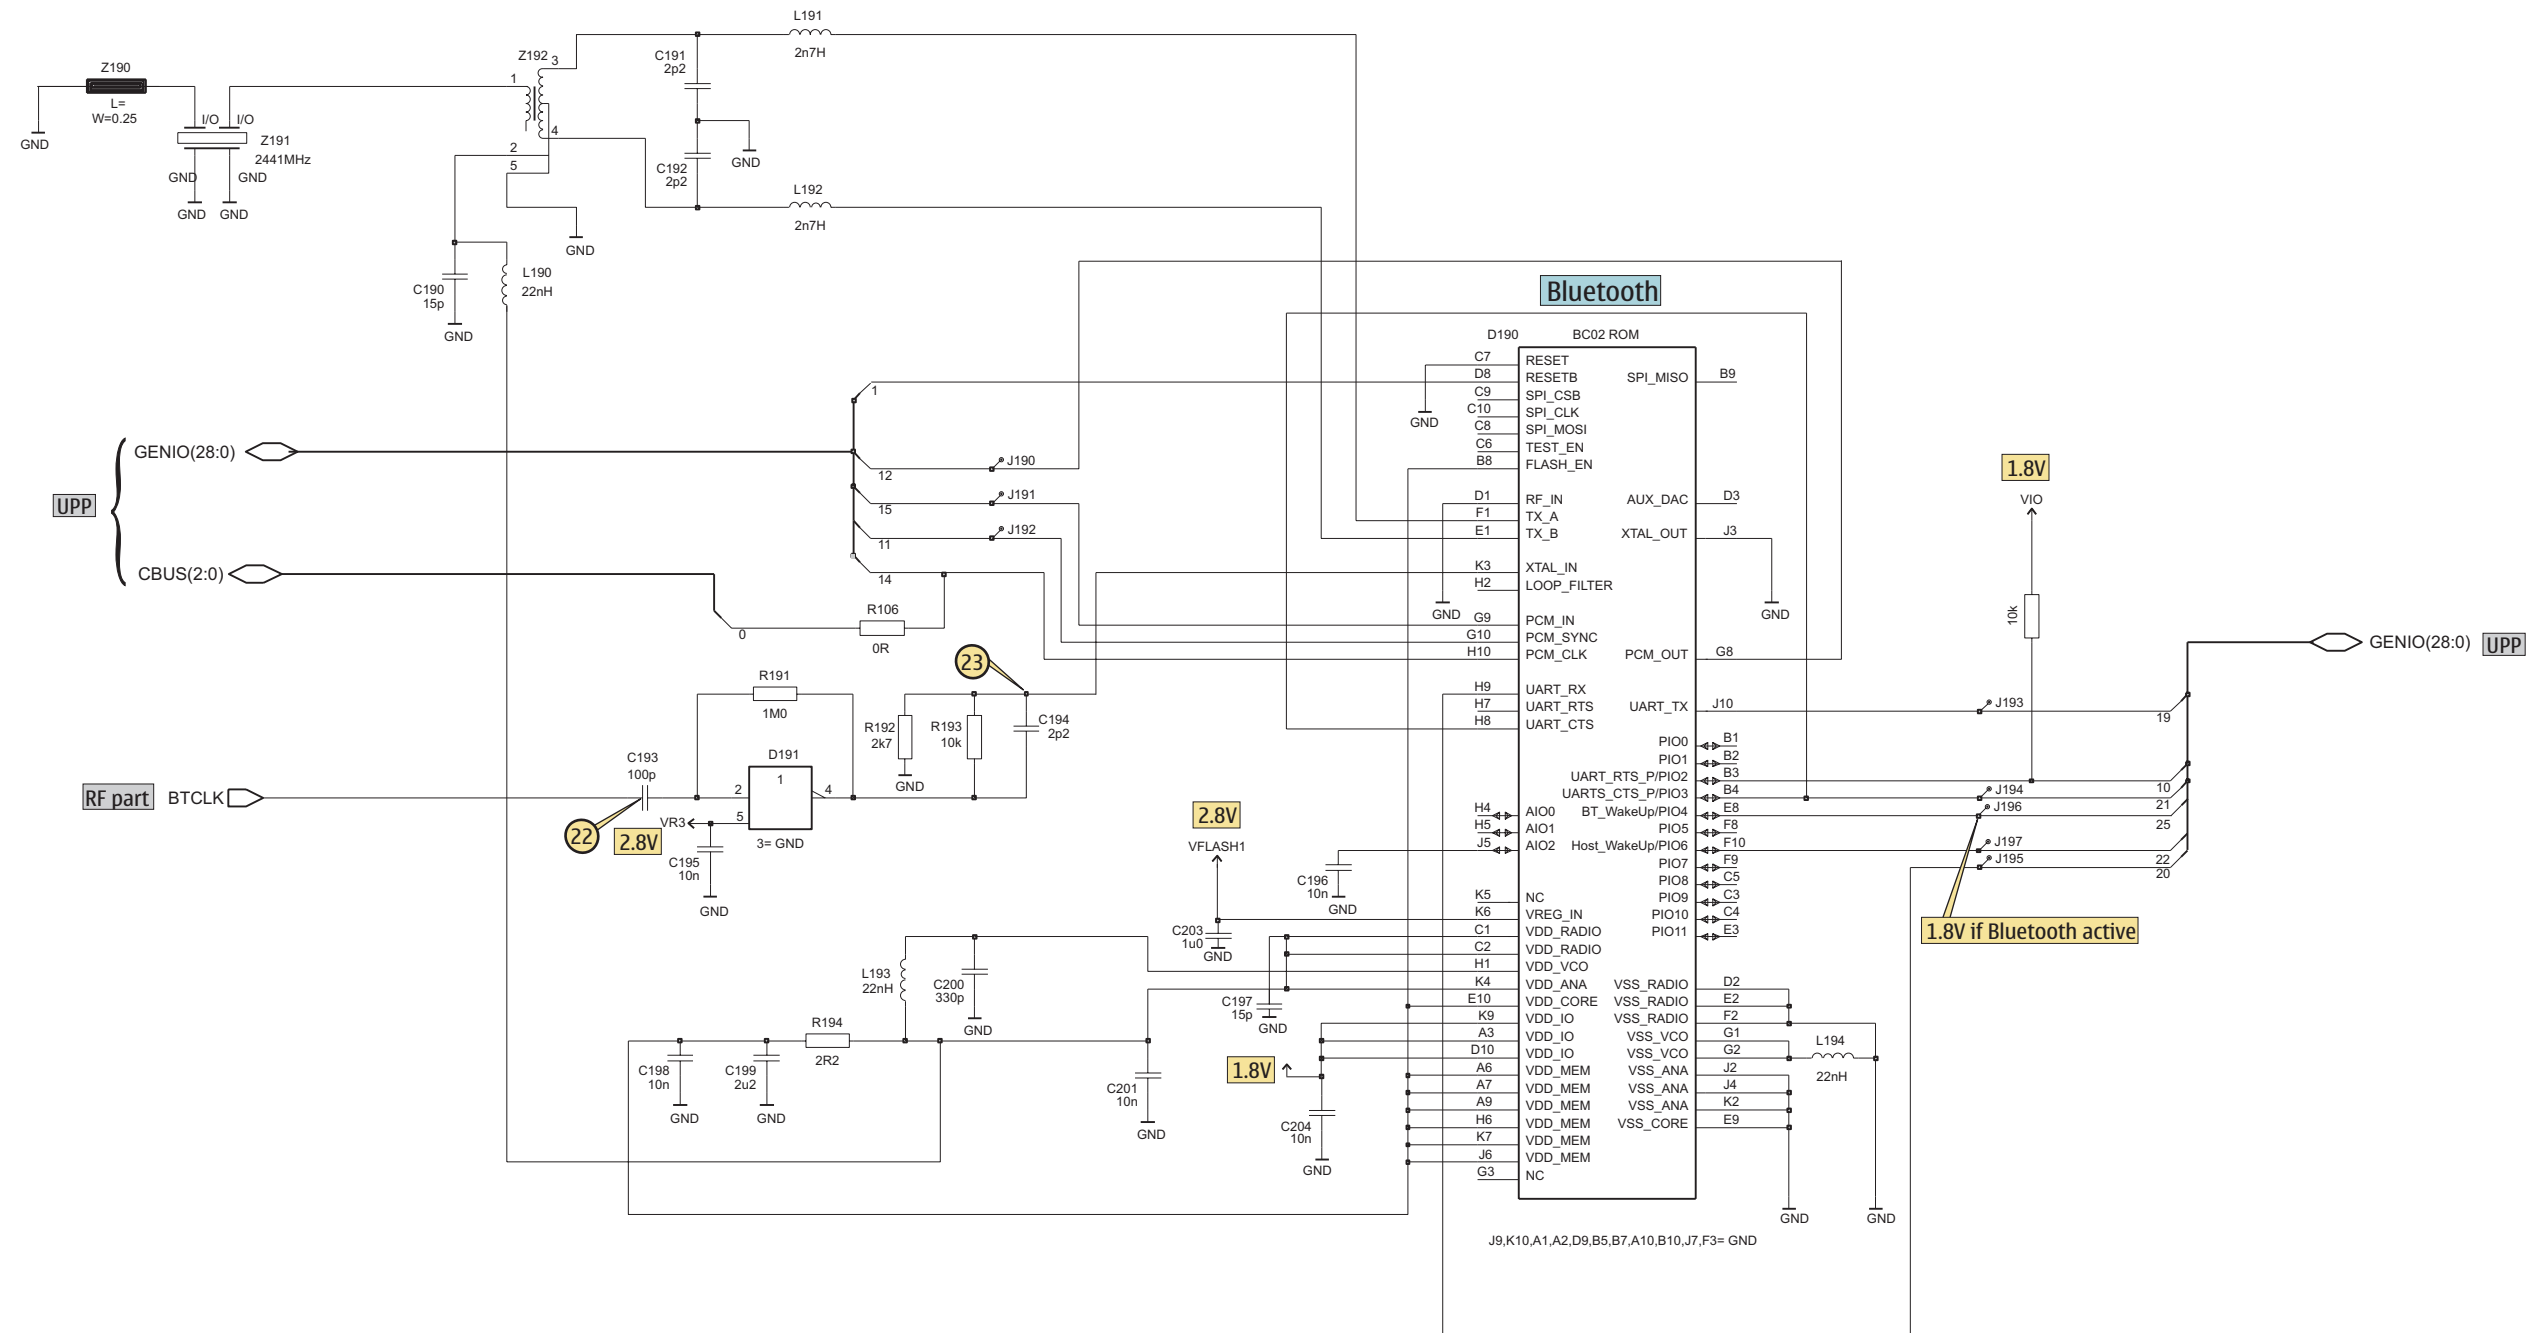 L191
2n7H
Z190
L=
W=0.25
GND
I/O
I/O
Z191
2441MHz
GND
GND
GND
GND
Z192
1
3
4
2
5
GND
C191
2p2
C192
2p2
GND
L192
2n7H
C190
15p
GND
L190
22nH
Bluetooth
D190
BC02 ROM
C7 RESET
D8 RESETB
C9 SPI_CSB
C10 SPI_CLK
C8 SPI_MOSI
C6 TEST_EN
B8 FLASH_EN
D1 RF_IN
F1 TX_A
E1 TX_B
K3 XTAL_IN
H2 LOOP_FILTER
G9 PCM_IN
G10 PCM_SYNC
H10 PCM_CLK
H9 UART_RX
H7 UART_RTS
H8 UART_CTS
H4 AIO0
H5 AIO1
J5 AIO2
K5 NC
K6 VREG_IN
C1 VDD_RADIO
C2 VDD_RADIO
H1 VDD_VCO
K4 VDD_ANA
E10 VDD_CORE
K9 VDD_IO
A3 VDD_IO
D10 VDD_IO
A6 VDD_MEM
A7 VDD_MEM
A9 VDD_MEM
H6 VDD_MEM
K7 VDD_MEM
J6 VDD_MEM
G3 NC
SPI_MISO B9
AUX_DAC D3
XTAL_OUT J3
PCM_OUT G8
UART_TX J10
PIO0 B1
PIO1 B2
UART_RTS_P/PIO2 B3
UARTS_CTS_P/PIO3 B4
BT_WakeUp/PIO4 E8
PIO5 F8
Host_WakeUp/PIO6 F10
PIO7 F9
PIO8 C5
PIO9 C3
PIO10 C4
PIO11 E3
VSS_RADIO D2
VSS_RADIO E2
VSS_RADIO F2
VSS_VCO G1
VSS_VCO G2
VSS_ANA J2
VSS_ANA J4
VSS_ANA K2
VSS_CORE E9
GND
GND
GND
UPP
GENIO(28:0)
CBUS(2:0)
1
12
15
11
14
0
J190
J191
J192
R106
0R
23
R191
1M0
R192
2k7
GND
R193
10k
C194
2p2
RF part
BTCLK
C193
100p
22
2.8V
D191
1
2
4
5
3= GND
VR3
C195
10n
GND
2.8V
VFLASH1
C203
1u0
GND
C196
10n
GND
C197
15p
GND
L193
22nH
C200
330p
GND
R194
2R2
C198
10n
GND
C199
2u2
GND
C201
10n
GND
1.8V
C204
10n
GND
1.8V
VIO
10k
GENIO(28:0)
UPP
J193
19
J194
10
J196
21
25
J197
22
J195
20
1.8V if Bluetooth active
L194
22nH
GND
GND
J9,K10,A1,A2,D9,B5,B7,A10,B10,J7,F3= GND